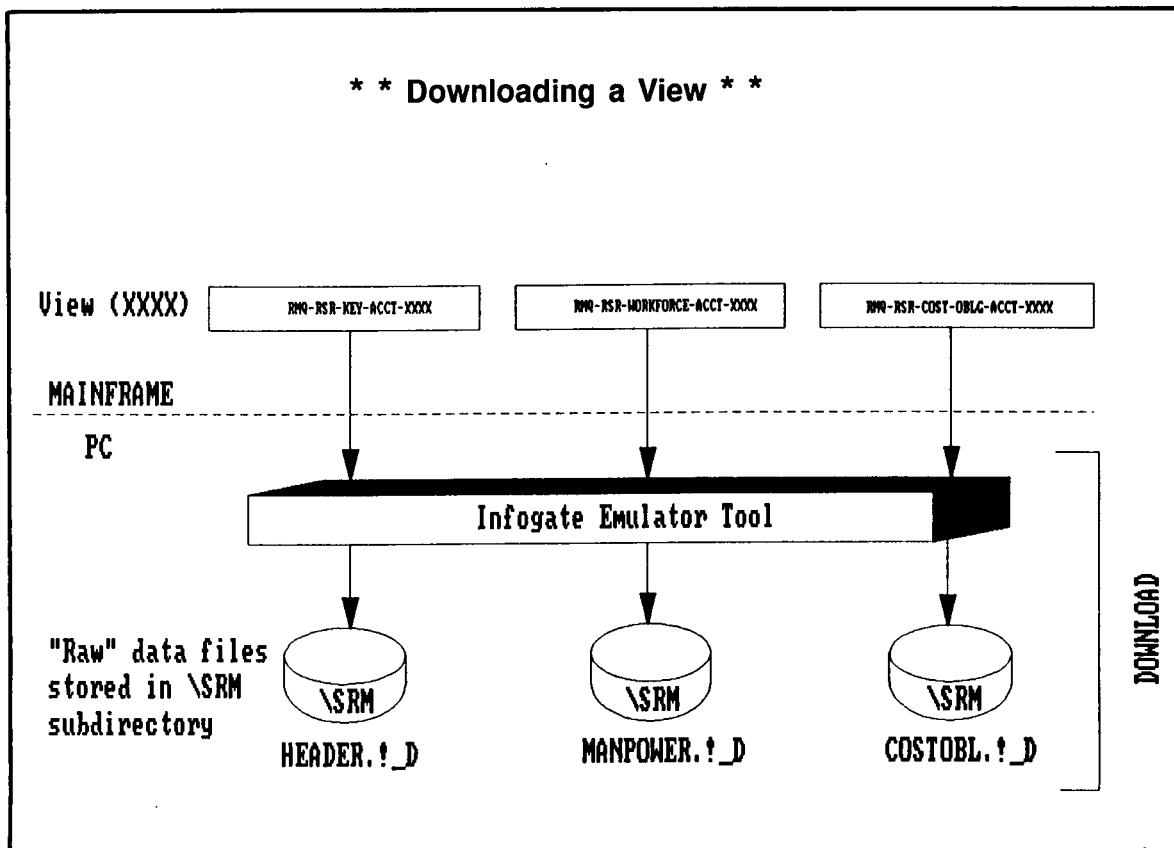 * * Downloading a View * *
View (XXXX)
RMQ-RSR-KEY-ACCT-XXXX
RMQ-RSR-WORKFORCE-ACCT-XXXX
RMQ-RSR-COST-OBLG-ACCT-XXXX
MAINFRAME
PC
Infogate Emulator Tool
"Raw" data files
stored in \SRM
subdirectory
\SRM
\SRM
\SRM
HEADER.!_D
MANPOWER.!_D
COSTOBL.!_D
DOWNLOAD